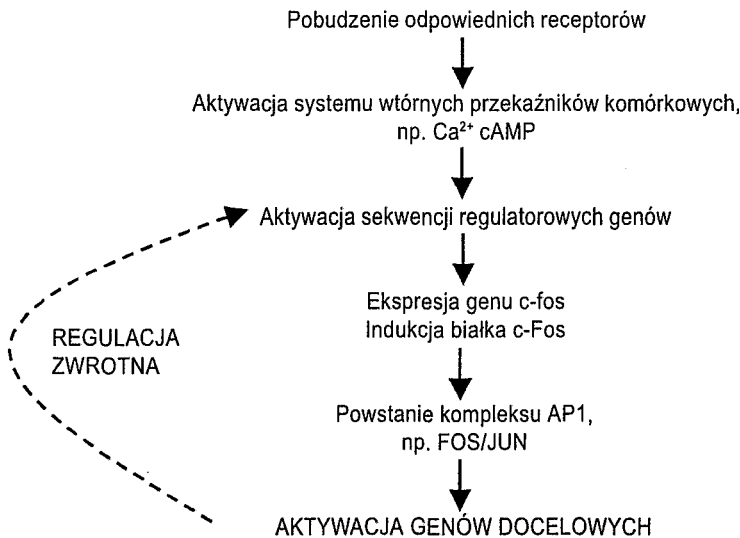 Pobudzenie odpowiednich receptorów
Aktywacja systemu wtórnych przekaźników komórkowych,
np. Ca²⁺ cAMP
Aktywacja sekwencji regulatorowych genów
Ekspresja genu c-fos
Indukcja białka c-Fos
REGULACJA
ZWROTNA
Powstanie kompleksu AP1,
np. FOS/JUN
AKTYWACJA GENÓW DOCELOWYCH